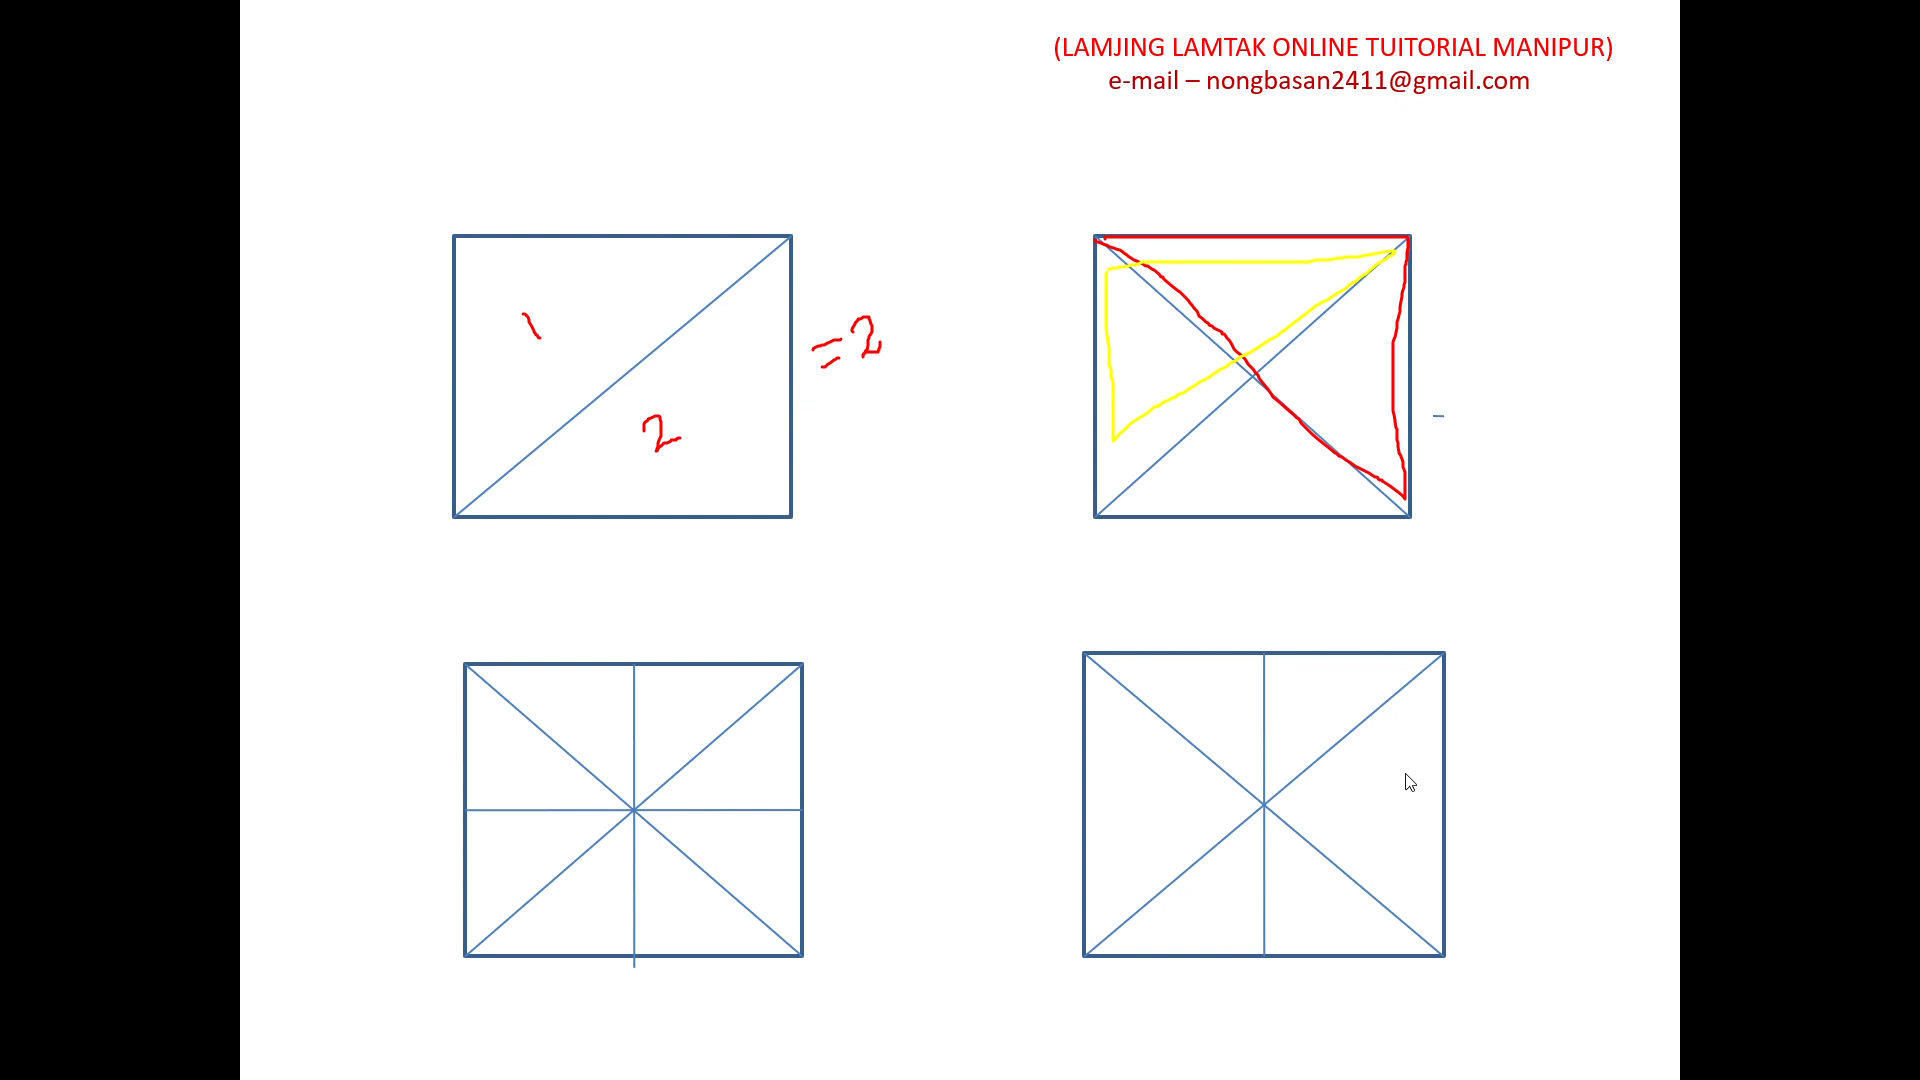 (LAMJING LAMTAK ONLINE TUITORIAL MANIPUR)
e-mail – nongbasan2411@gmail.com
1
=2
2